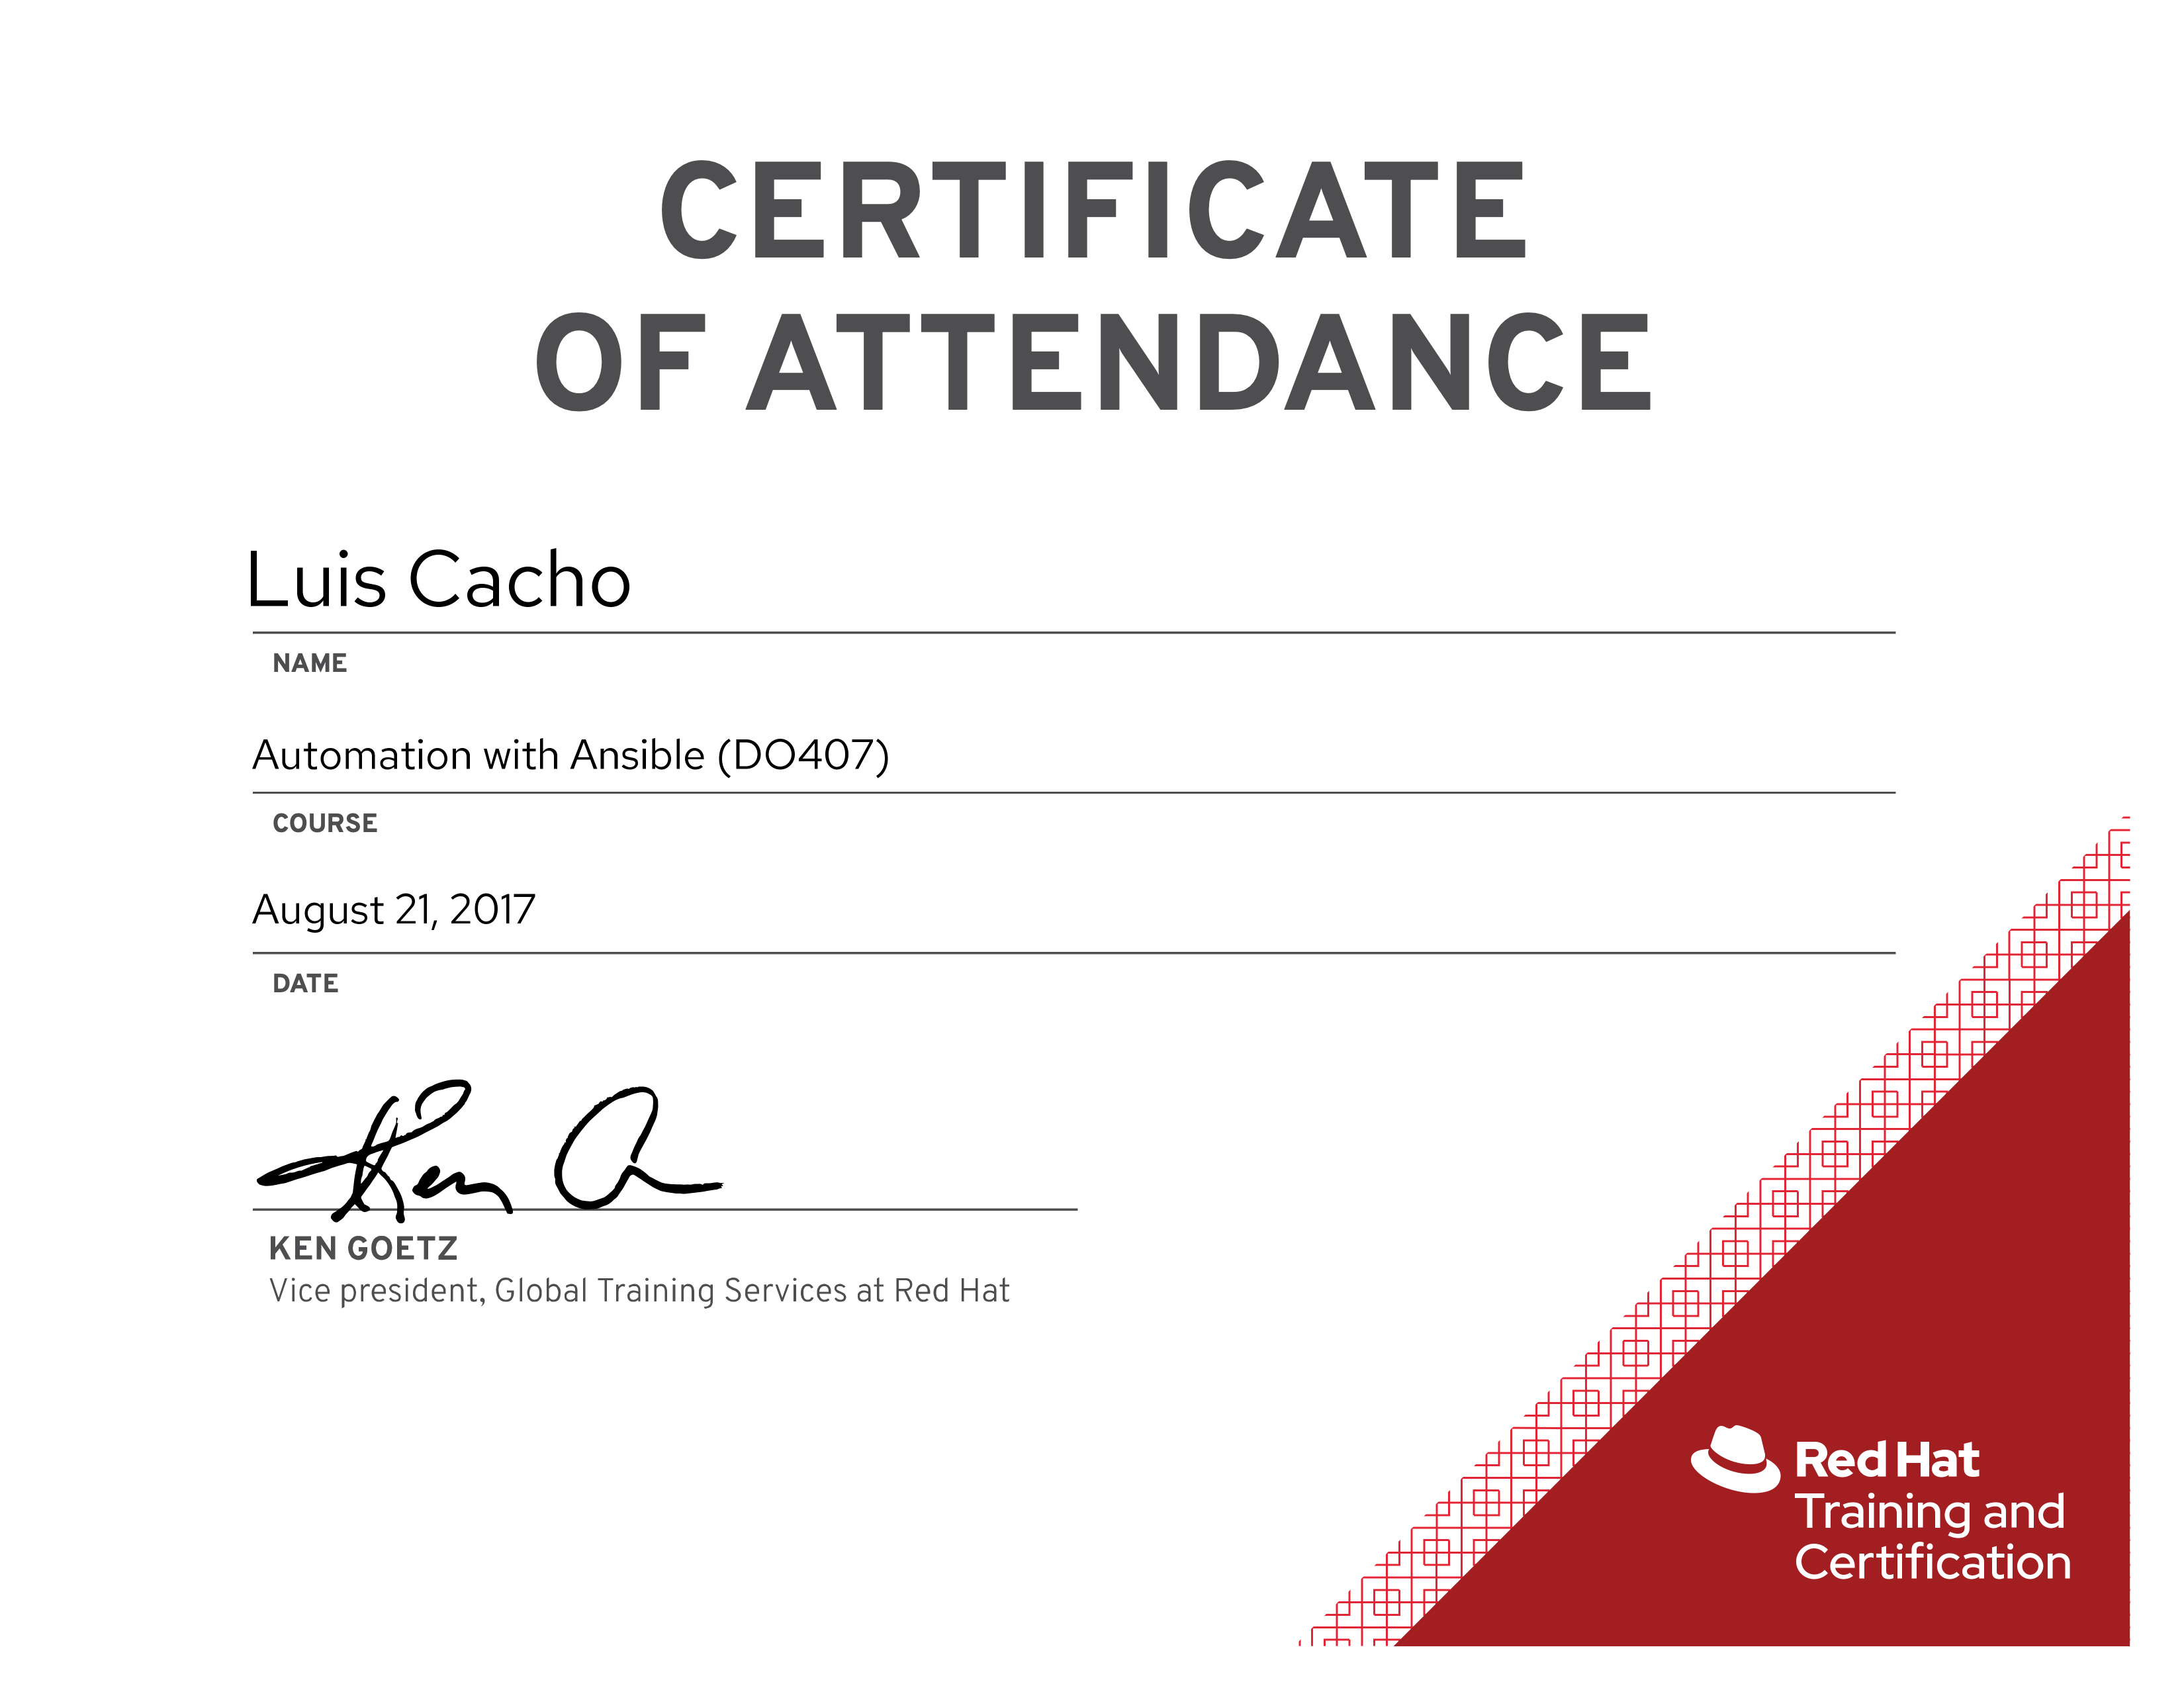 CERTIFICATE
OF ATTENDANCE
Luis Cacho
NAME
Automation with Ansible (DO407)
COURSE
August 21, 2017
DATE
KEN GOETZ
Vice president, Global Training Services at Red Hat
Red Hat
Training and
Certification